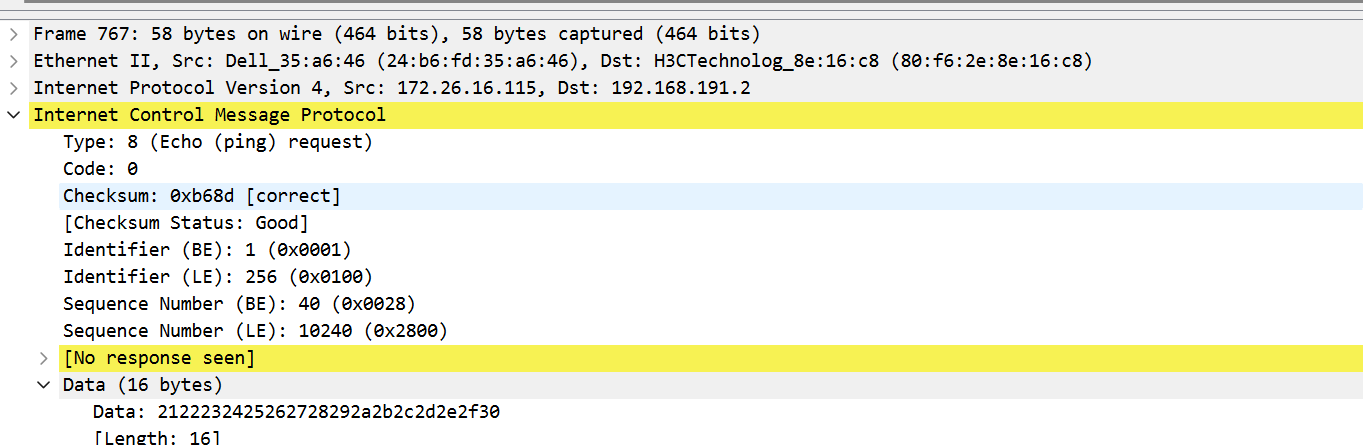 Frame 767: 58 bytes on wire (464 bits), 58 bytes captured (464 bits)
Ethernet II, Src: Dell_35:a6:46 (24:b6:fd:35:a6:46), Dst: H3CTechnolog_8e:16:c8 (80:f6:2e:8e:16:c8)
Internet Protocol Version 4, Src: 172.26.16.115, Dst: 192.168.191.2
Internet Control Message Protocol
Type: 8 (Echo (ping) request)
Code: 0
Checksum: 0xb68d [correct]
[Checksum Status: Good]
Identifier (BE): 1 (0x0001)
Identifier (LE): 256 (0x0100)
Sequence Number (BE): 40 (0x0028)
Sequence Number (LE): 10240 (0x2800)
[No response seen]
Data (16 bytes)
Data: 2122232425262728292a2b2c2d2e2f30
[Length: 16]